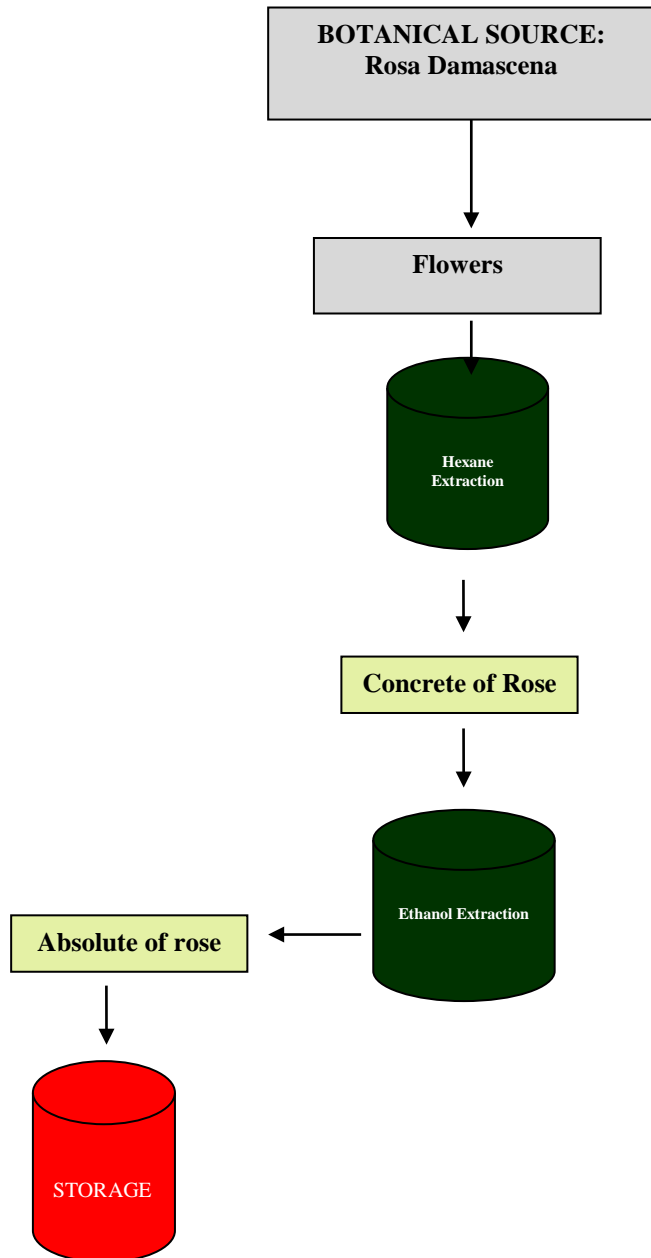 BOTANICAL SOURCE:
Rosa Damascena
Flowers
Hexane
Extraction
Concrete of Rose
Ethanol Extraction
Absolute of rose
STORAGE